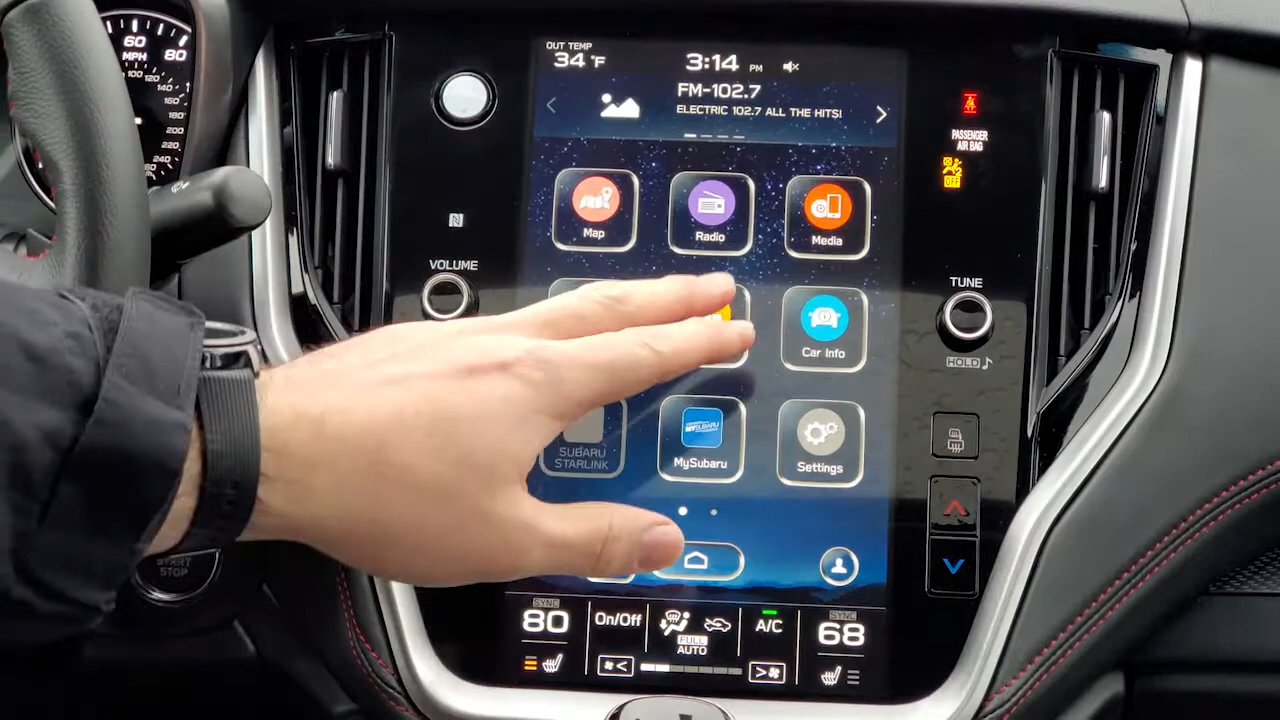 60
MPH
80
100
120
140
160
180
200
220
240
OUT TEMP
34 °F
3:14 PM
FM-102.7
ELECTRIC 102.7 ALL THE HITS!
PASSENGER
AIR BAG
OFF
Map
Radio
Media
VOLUME
TUNE
HOLD
Car Info
SUBARU
STARLINK
MYSUBARU
MySubaru
Settings
START
STOP
SYNC
80
On/Off
FULL
AUTO
A/C
SYNC
68